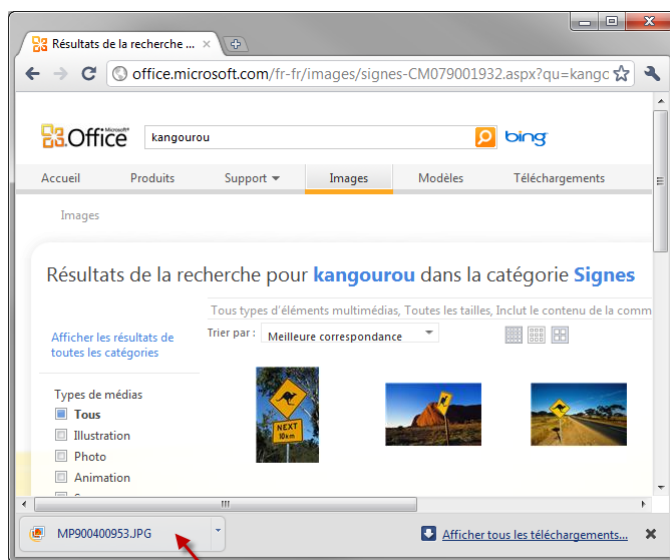 Résultats de la recherche ...
office.microsoft.com/fr-fr/images/signes-CM079001932.aspx?qu=kangc
Microsoft
Office
kangourou
bing
Accueil Produits Support Images Modèles Téléchargements
Images
Résultats de la recherche pour kangourou dans la catégorie Signes
Tous types d'éléments multimédias, Toutes les tailles, Inclut le contenu de la comm
Afficher les résultats de
toutes les catégories
Trier par : Meilleure correspondance
Types de médias
Tous
Illustration
Photo
Animation
NEXT
10km
MP900400953.JPG
Afficher tous les téléchargements...